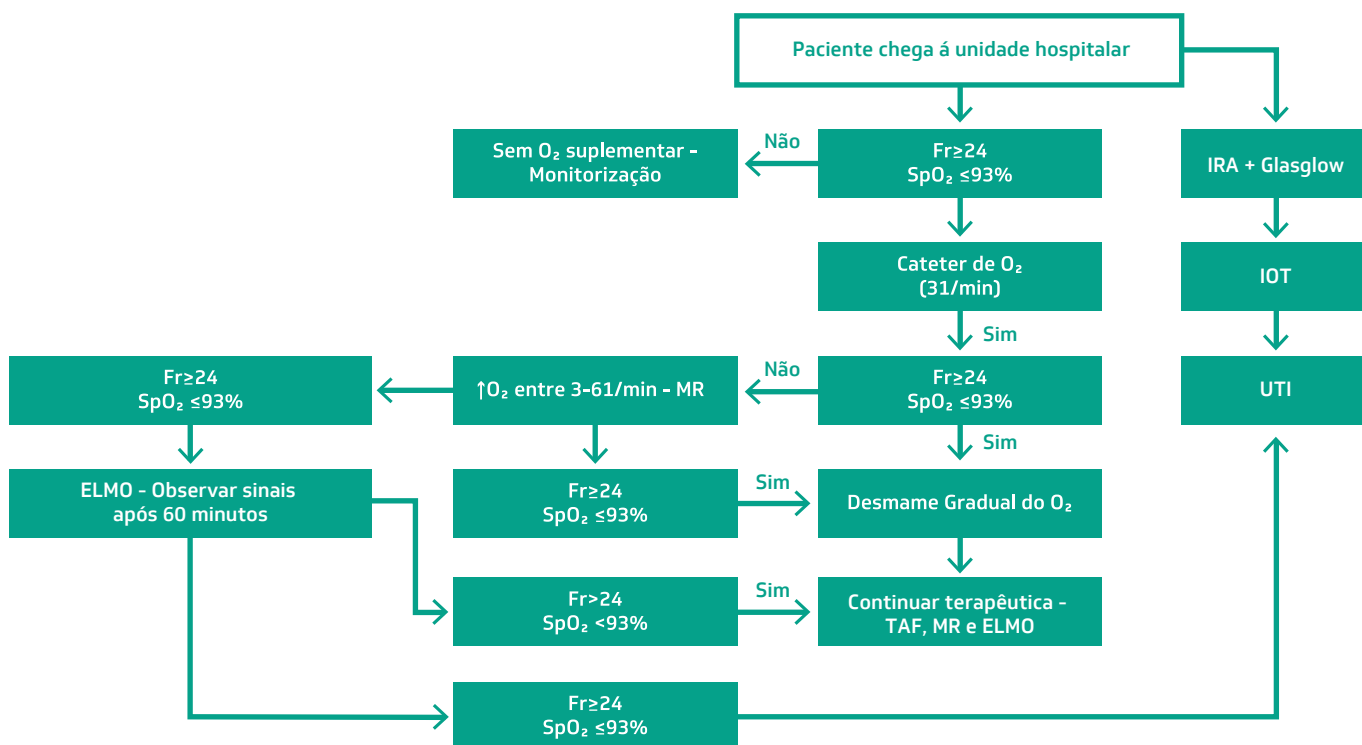 Paciente chega á unidade hospitalar
Não
Sem O₂ suplementar -
Monitorização
Fr≥24
SpO₂ ≤93%
IRA + Glasglow
Cateter de O₂
(31/min)
IOT
Sim
Fr≥24
SpO₂ ≤93%
↑O₂ entre 3-61/min - MR
Não
Fr≥24
SpO₂ ≤93%
UTI
Sim
ELMO - Observar sinais
após 60 minutos
Fr≥24
SpO₂ ≤93%
Sim
Desmame Gradual do O₂
Fr>24
SpO₂ <93%
Sim
Continuar terapêutica -
TAF, MR e ELMO
Fr≥24
SpO₂ ≤93%